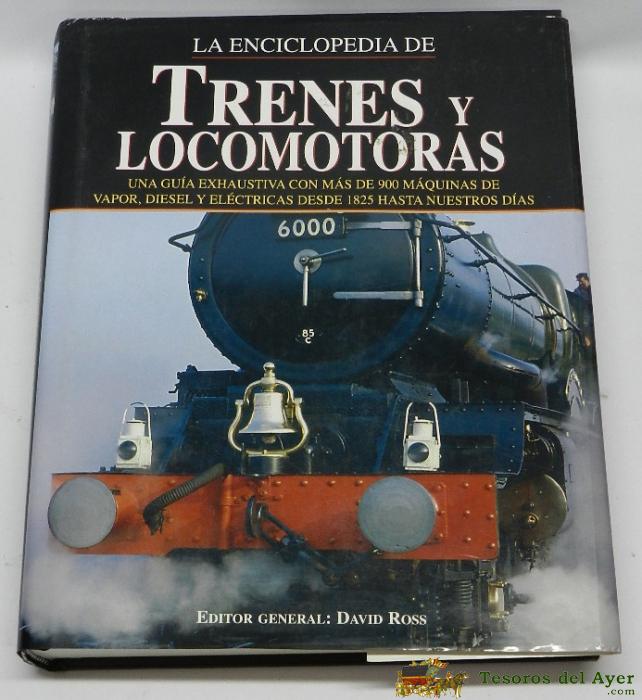 LA ENCICLOPEDIA DE
TRENES Y
LOCOMOTORAS
UNA GUÍA EXHAUSTIVA CON MÁS DE 900 MÁQUINAS DE
VAPOR, DIESEL Y ELÉCTRICAS DESDE 1825 HASTA NUESTROS DÍAS
6000
85
C
EDITOR GENERAL: DAVID ROSS
Tesoros del Ayer
.com